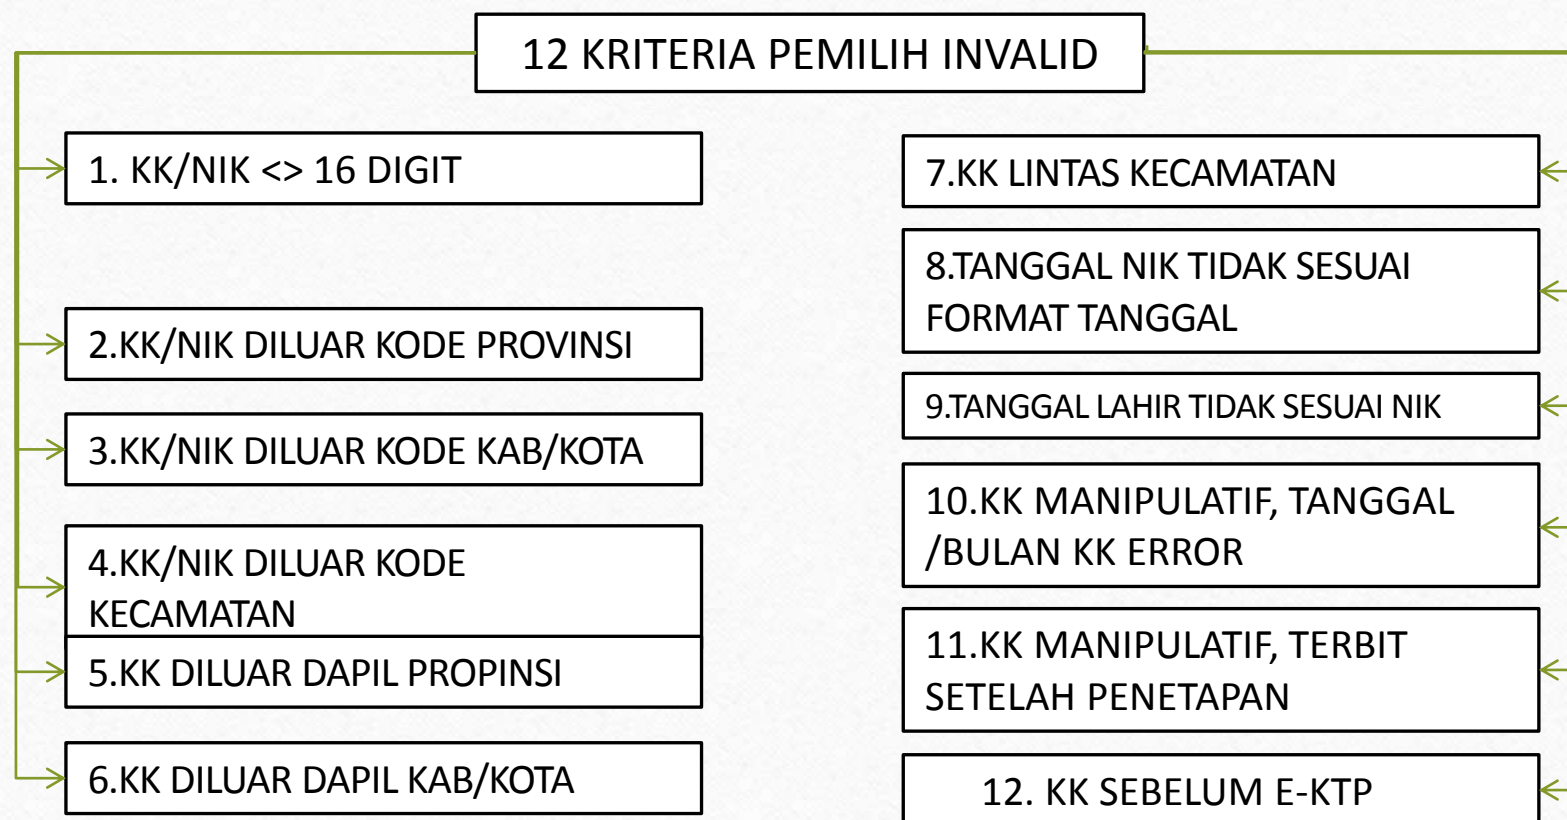 12 KRITERIA PEMILIH INVALID
1. KK/NIK <> 16 DIGIT
2.KK/NIK DILUAR KODE PROVINSI
3.KK/NIK DILUAR KODE KAB/KOTA
4.KK/NIK DILUAR KODE
KECAMATAN
5.KK DILUAR DAPIL PROPINSI
6.KK DILUAR DAPIL KAB/KOTA
7.KK LINTAS KECAMATAN
8.TANGGAL NIK TIDAK SESUAI
FORMAT TANGGAL
9.TANGGAL LAHIR TIDAK SESUAI NIK
10.KK MANIPULATIF, TANGGAL
/BULAN KK ERROR
11.KK MANIPULATIF, TERBIT
SETELAH PENETAPAN
12. KK SEBELUM E-KTP